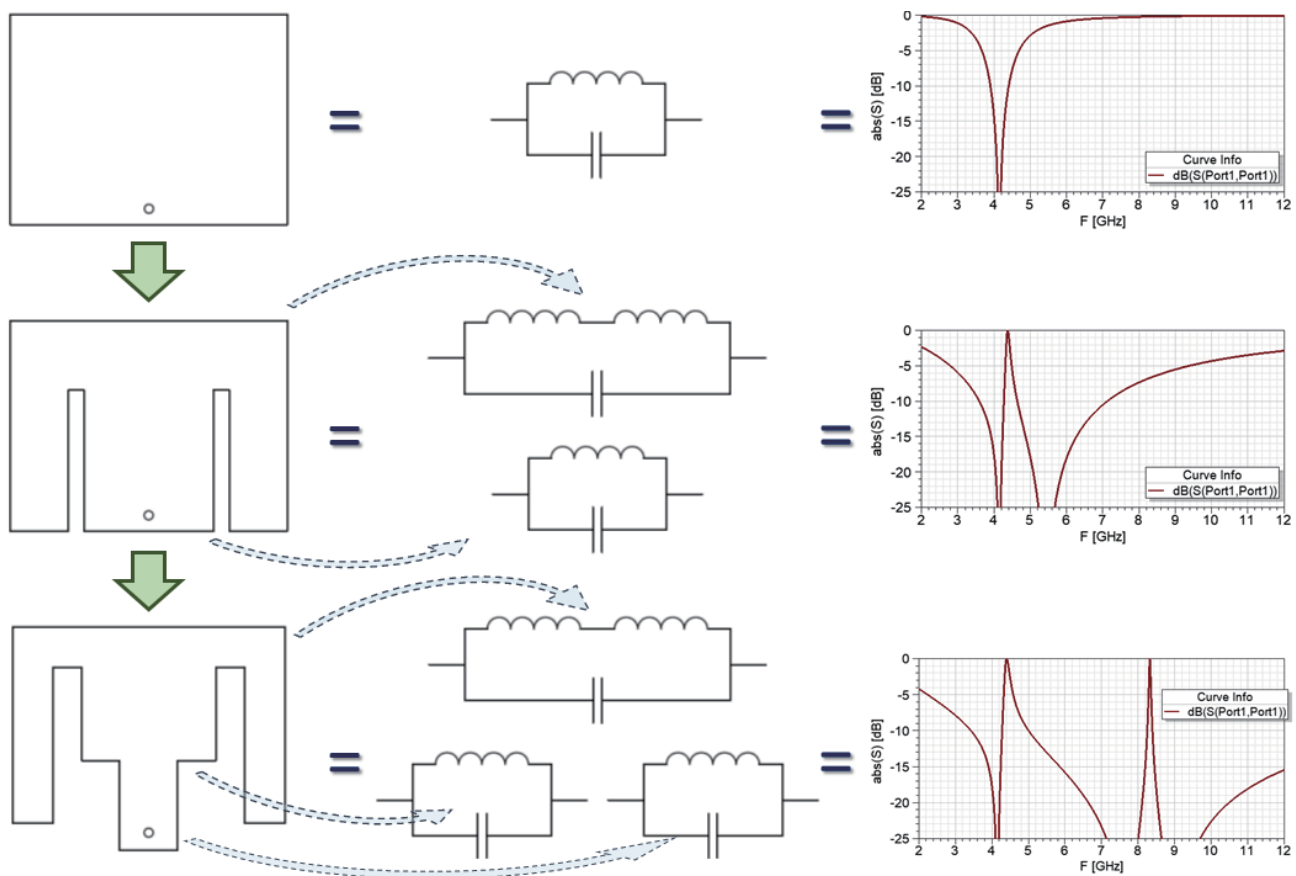 =
=
0
-5
-10
-15
-20
-25
abs(S) [dB]
Curve Info
dB(S(Port1,Port1))
2 3 4 5 6 7 8 9 10 11 12
F [GHz]
=
=
0
-5
-10
-15
-20
-25
abs(S) [dB]
Curve Info
dB(S(Port1,Port1))
2 3 4 5 6 7 8 9 10 11 12
F [GHz]
=
=
0
-5
-10
-15
-20
-25
abs(S) [dB]
Curve Info
dB(S(Port1,Port1))
2 3 4 5 6 7 8 9 10 11 12
F [GHz]